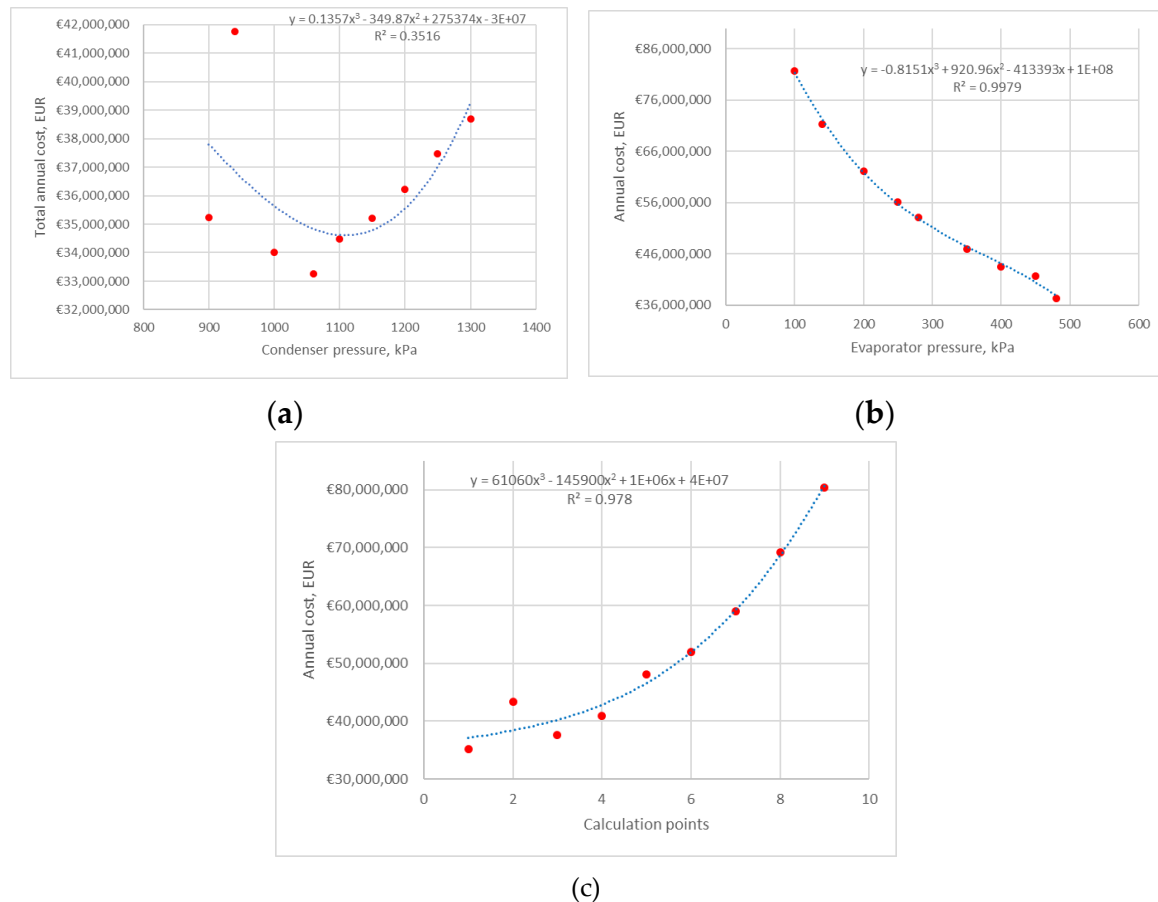 y = 0.1357x³ - 349.87x² + 275374x - 3E+07
R² = 0.3516
Total annual cost, EUR
€42,000,000
€41,000,000
€40,000,000
€39,000,000
€38,000,000
€37,000,000
€36,000,000
€35,000,000
€34,000,000
€33,000,000
€32,000,000
800 900 1000 1100 1200 1300 1400
Condenser pressure, kPa
(a)
y = -0.8151x³ + 920.96x² - 413393x + 1E+08
R² = 0.9979
Annual cost, EUR
€86,000,000
€76,000,000
€66,000,000
€56,000,000
€46,000,000
€36,000,000
0 100 200 300 400 500 600
Evaporator pressure, kPa
(b)
y = 61060x³ - 145900x² + 1E+06x + 4E+07
R² = 0.978
Annual cost, EUR
€80,000,000
€70,000,000
€60,000,000
€50,000,000
€40,000,000
€30,000,000
0 2 4 6 8 10
Calculation points
(c)